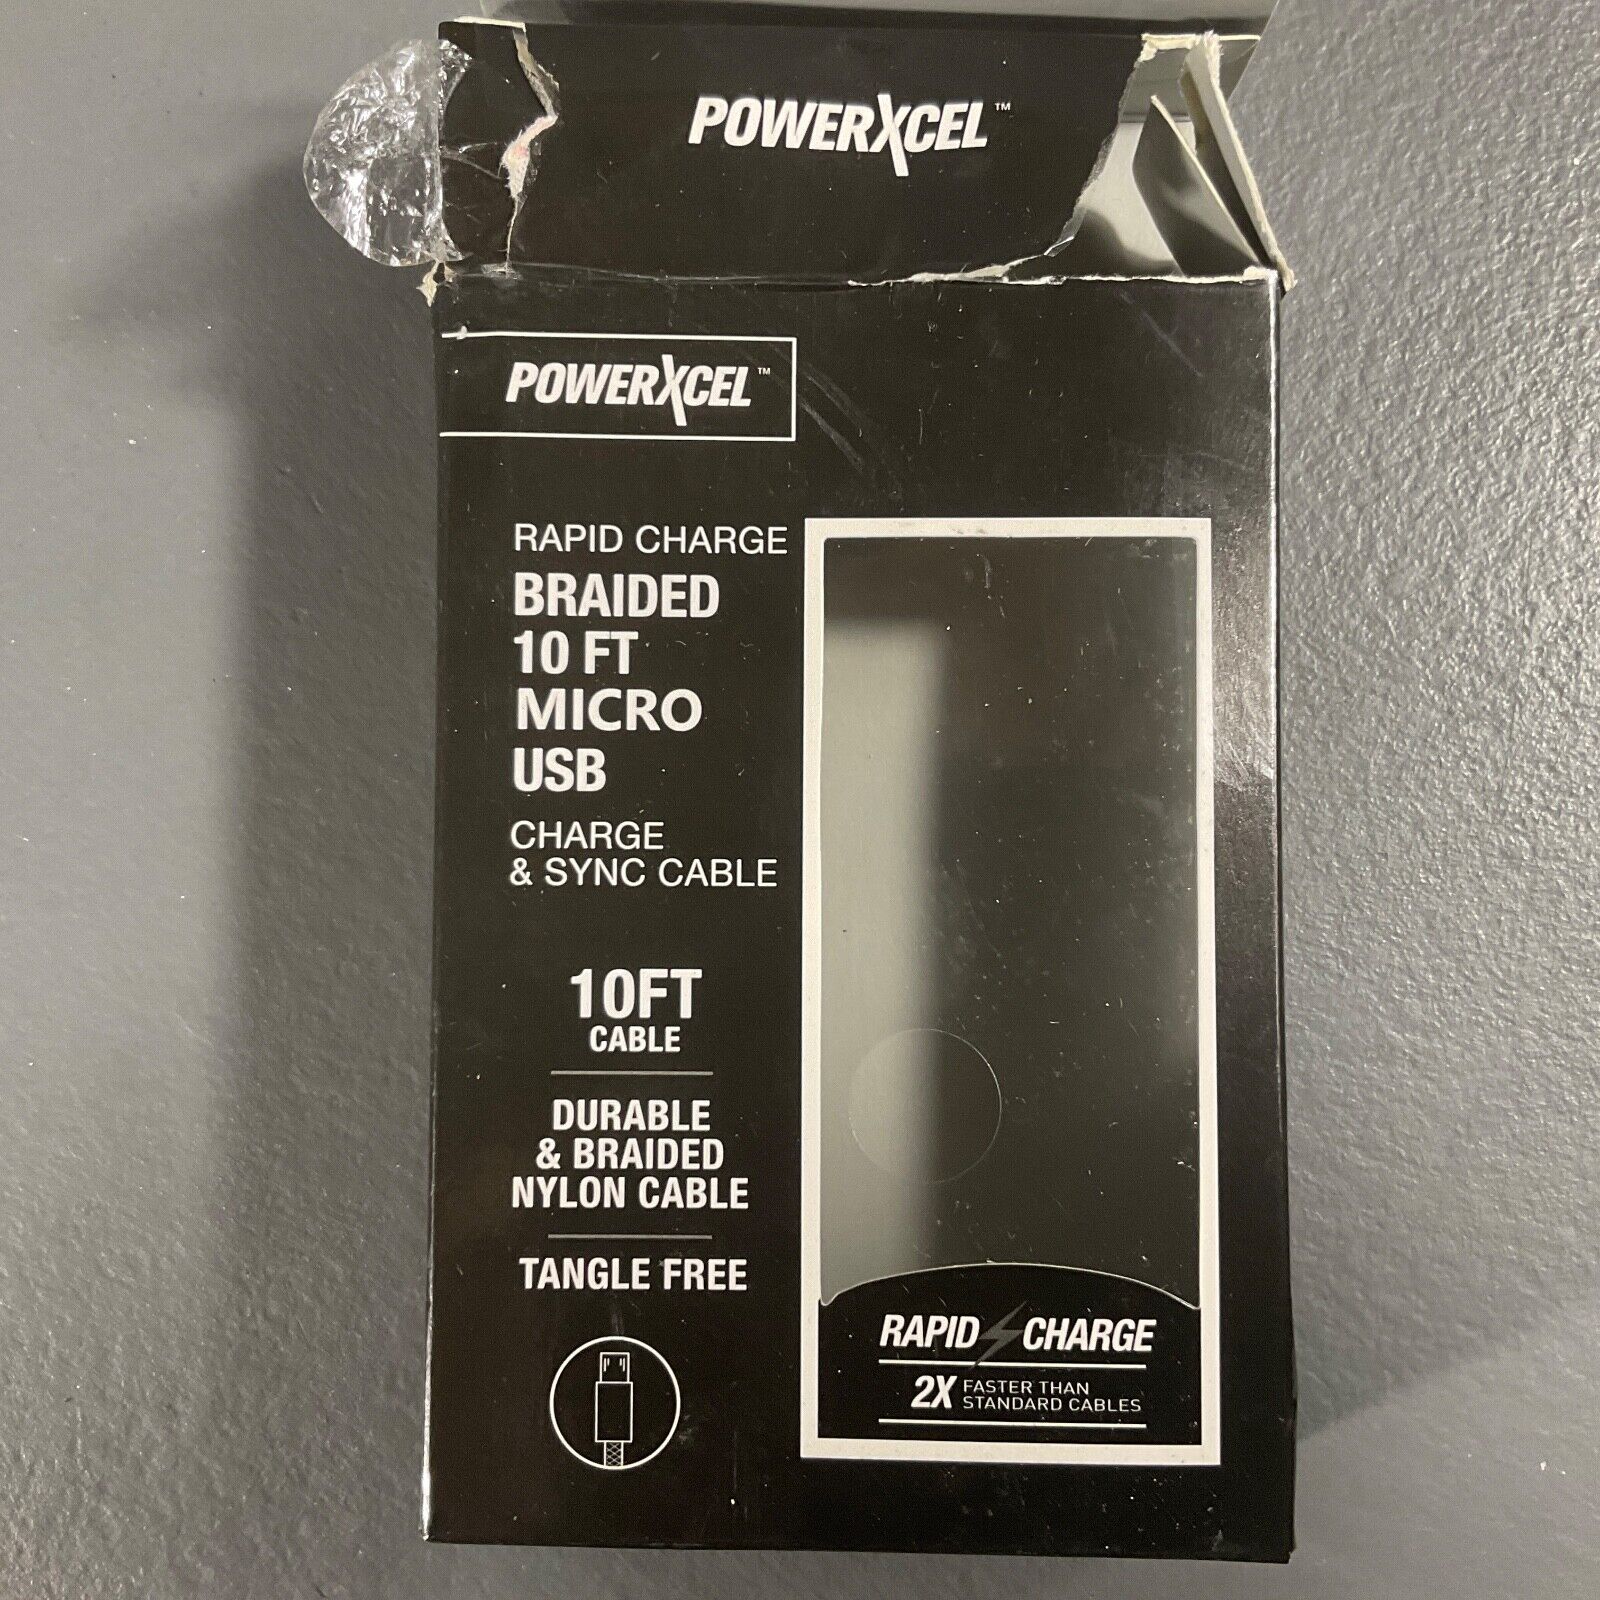 POWERXCEL™
POWERXCEL™
RAPID CHARGE
BRAIDED
10 FT
MICRO
USB
CHARGE
& SYNC CABLE
10FT
CABLE
DURABLE
& BRAIDED
NYLON CABLE
TANGLE FREE
RAPID CHARGE
2X FASTER THAN
STANDARD CABLES